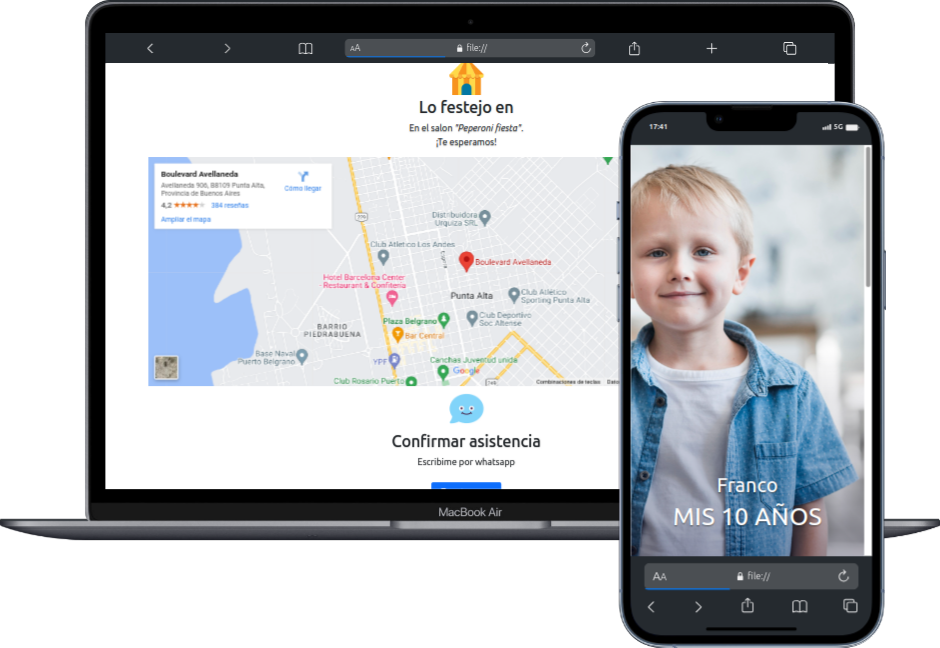 AA
file://
Lo festejo en
En el salon "Peperoni fiesta".
¡Te esperamos!
Boulevard Avellaneda
Avellaneda 906, B8109 Punta Alta,
Provincia de Buenos Aires
4,2
384 reseñas
Ampliar el mapa
Cómo llegar
Distribuidora
Urquiza SRL
Club Atletico Los Andes
Boulevard Avellaneda
Hotel Barcelona Center
Restaurant & Confitería
Punta Alta
Club Atlético
Sporting Punta Alta
Plaza Belgrano
Club Deportivo
Soc Altense
BARRIO
PIEDRABUENA
Bar Central
Base Naval
Puerto Belgrano
YPF
Canchas Juventud unida
Google
Club Rosario Puerto
Combinaciones de teclas
Dato
Confirmar asistencia
Escribime por whatsapp
MacBook Air
17:41
5G
Franco
MIS 10 AÑOS
AA
file://